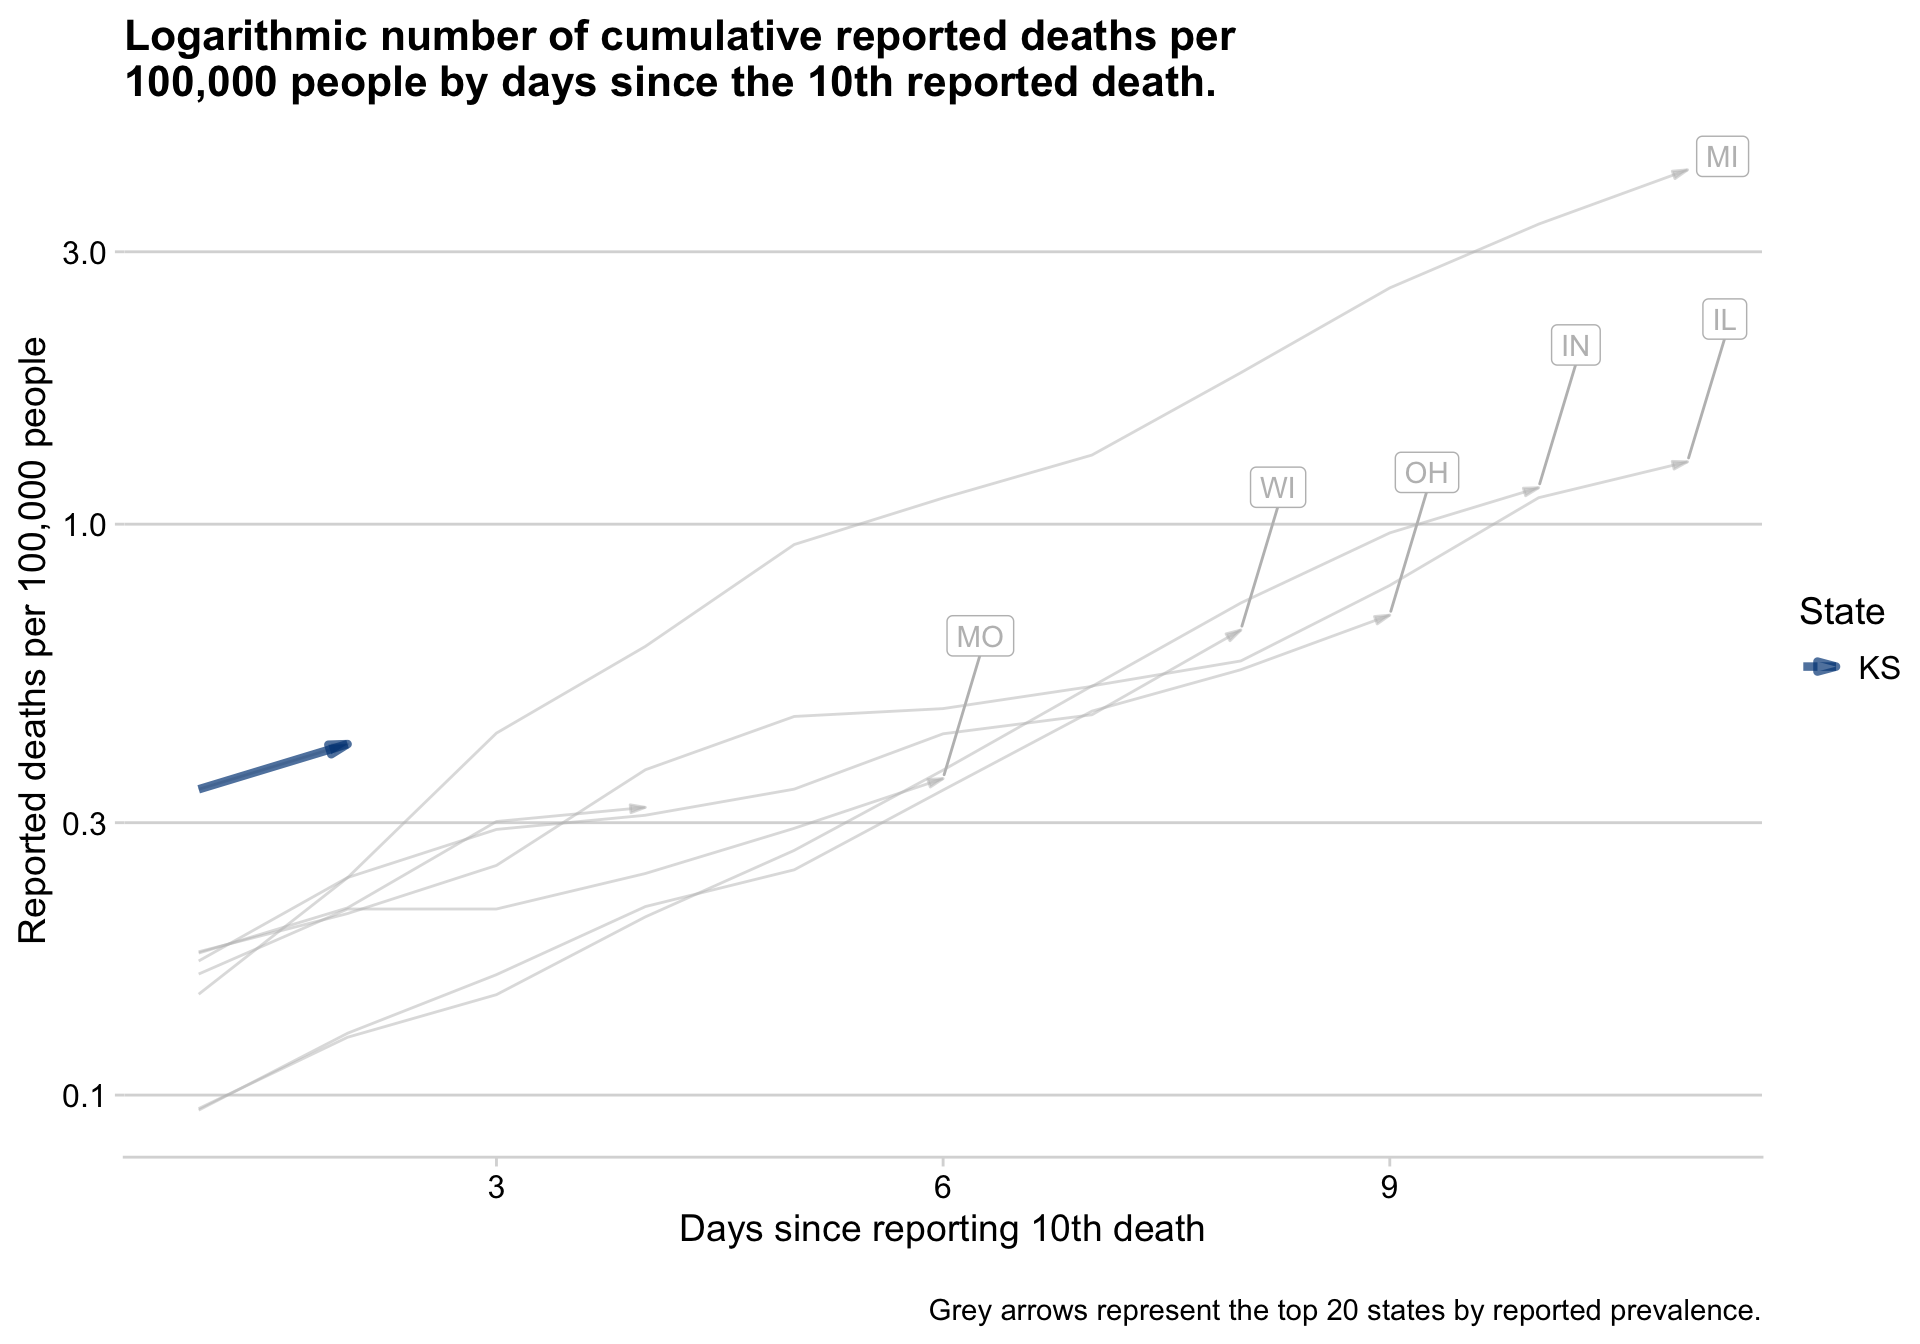 Logarithmic number of cumulative reported deaths per
100,000 people by days since the 10th reported death.
MI
3.0
IL
IN
OH
WI
1.0
Reported deaths per 100,000 people
State
MO
KS
0.3
0.1
3 6 9
Days since reporting 10th death
Grey arrows represent the top 20 states by reported prevalence.